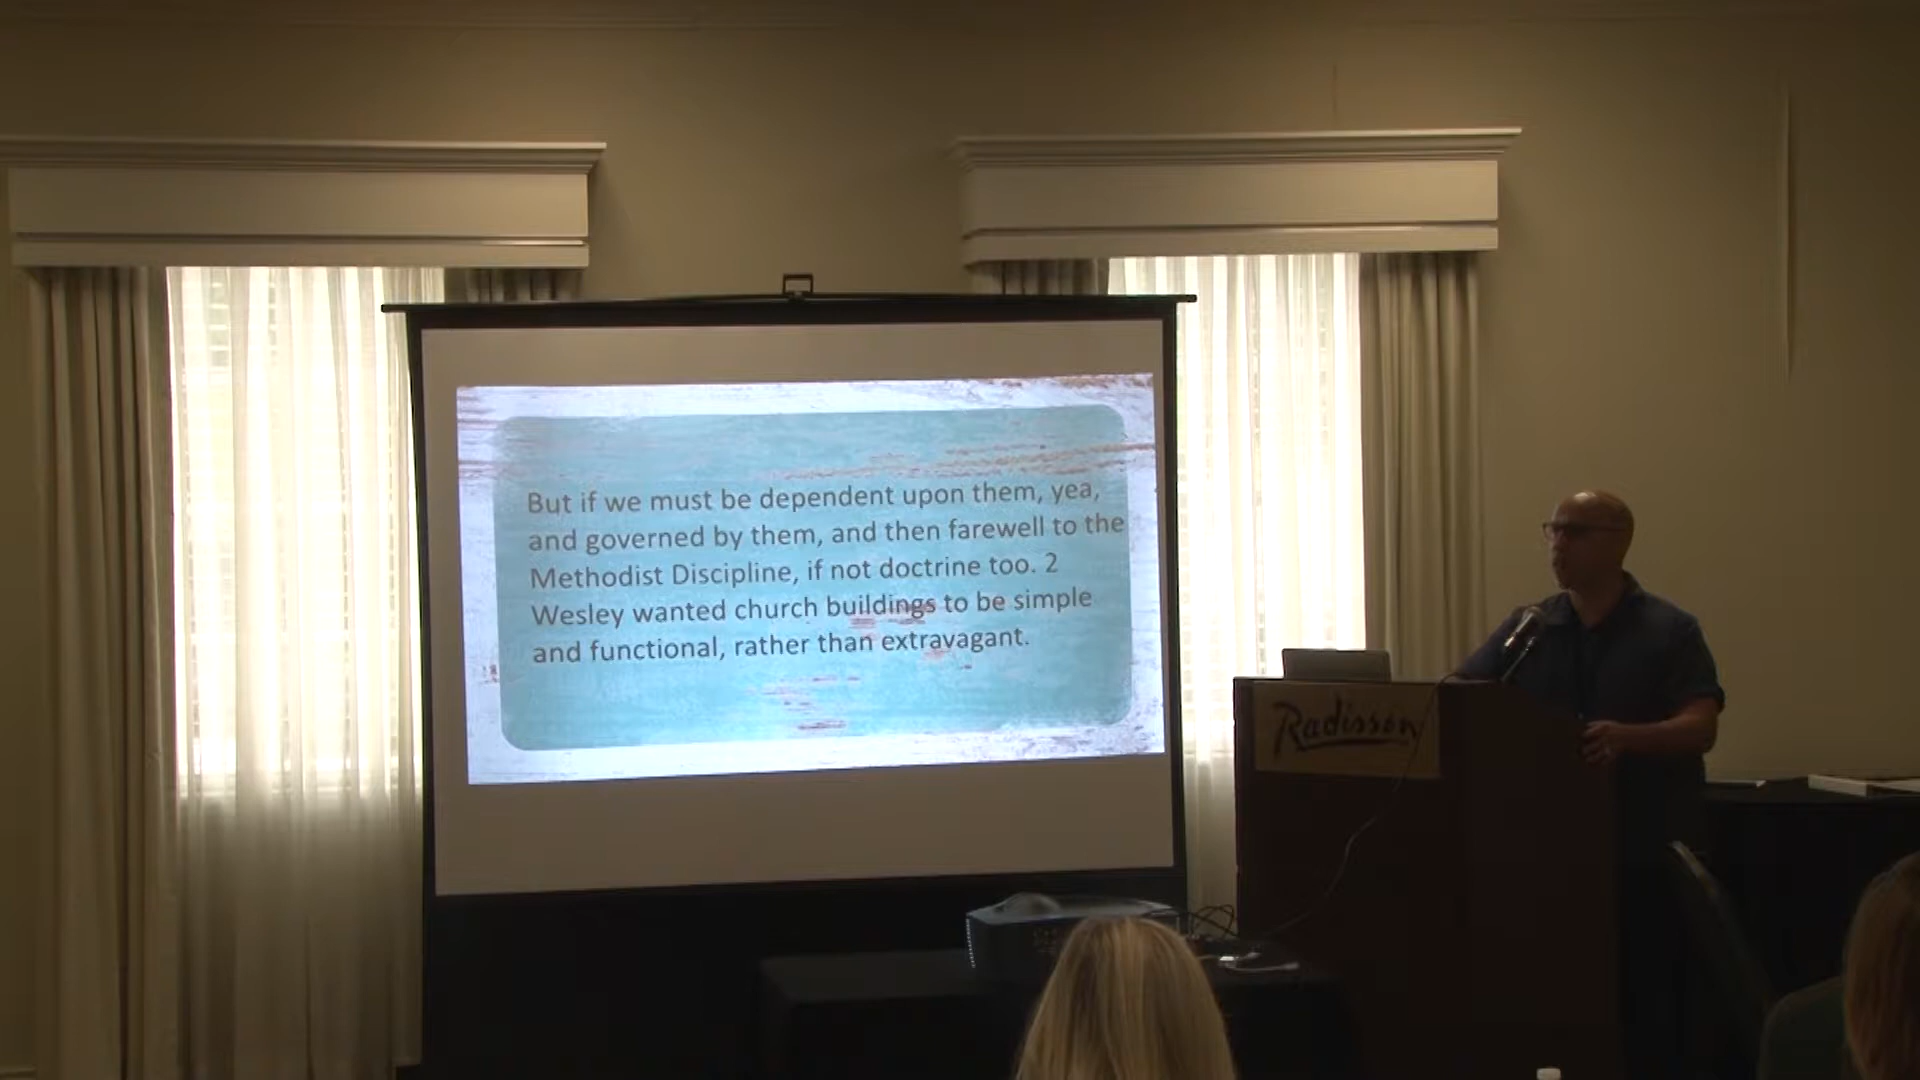 But if we must be dependent upon them, yea,
and governed by them, and then farewell to the
Methodist Discipline, if not doctrine too. 2
Wesley wanted church buildings to be simple
and functional, rather than extravagant.
Radisson